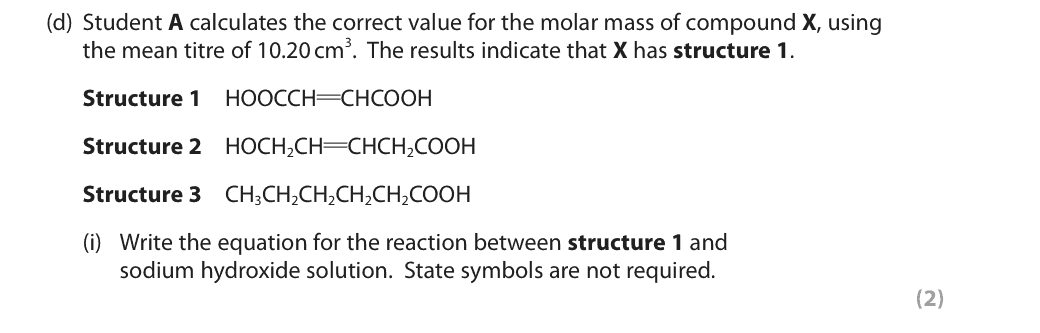 (d) Student A calculates the correct value for the molar mass of compound X, using
the mean titre of 10.20 cm³. The results indicate that X has structure 1.
Structure 1 HOOCCH=CHCOOH
Structure 2 HOCH₂CH=CHCH₂COOH
Structure 3 CH₃CH₂CH₂CH₂CH₂COOH
(i) Write the equation for the reaction between structure 1 and
sodium hydroxide solution. State symbols are not required.
(2)